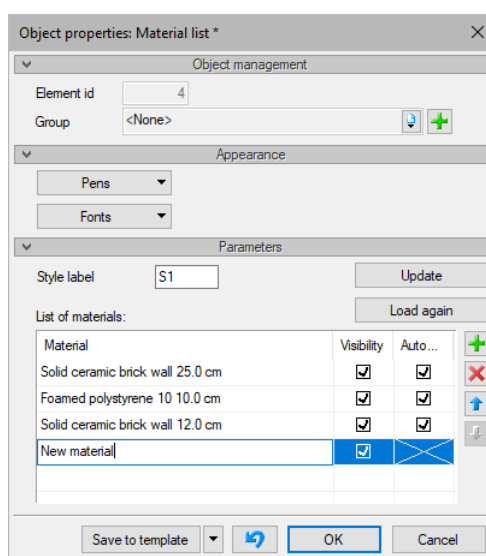 Object properties: Material list *
Object management
Element id 4
Group <None>
Appearance
Pens
Fonts
Parameters
Style label S1 Update
List of materials: Load again
Material Visibility Auto...
Solid ceramic brick wall 25.0 cm
Foamed polystyrene 10 10.0 cm
Solid ceramic brick wall 12.0 cm
New material
Save to template OK Cancel